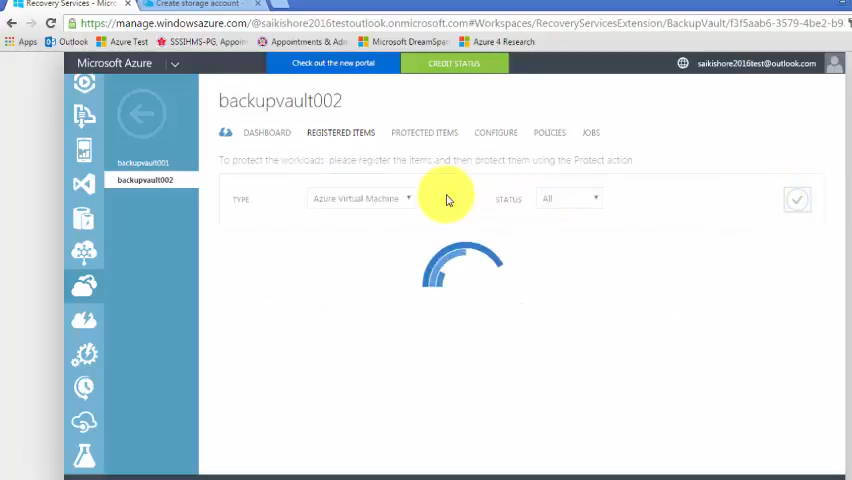 Recovery Services - Micro
Create storage account -
https://manage.windowsazure.com/@saikishore2016testoutlook.onmicrosoft.com#Workspaces/RecoveryServicesExtension/BackupVault/f3f5aab6-3579-4be2-b9
Apps Outlook Azure Test SSSIHMS-PG, Appoin Appointments & Adm Microsoft DreamSpar Azure 4 Research
Microsoft Azure Check out the new portal CREDIT STATUS saikishore2016test@outlook.com
backupvault002
DASHBOARD REGISTERED ITEMS PROTECTED ITEMS CONFIGURE POLICIES JOBS
backupvault001
To protect the workloads, please register the items and then protect them using the Protect action
backupvault002
TYPE Azure Virtual Machine STATUS All